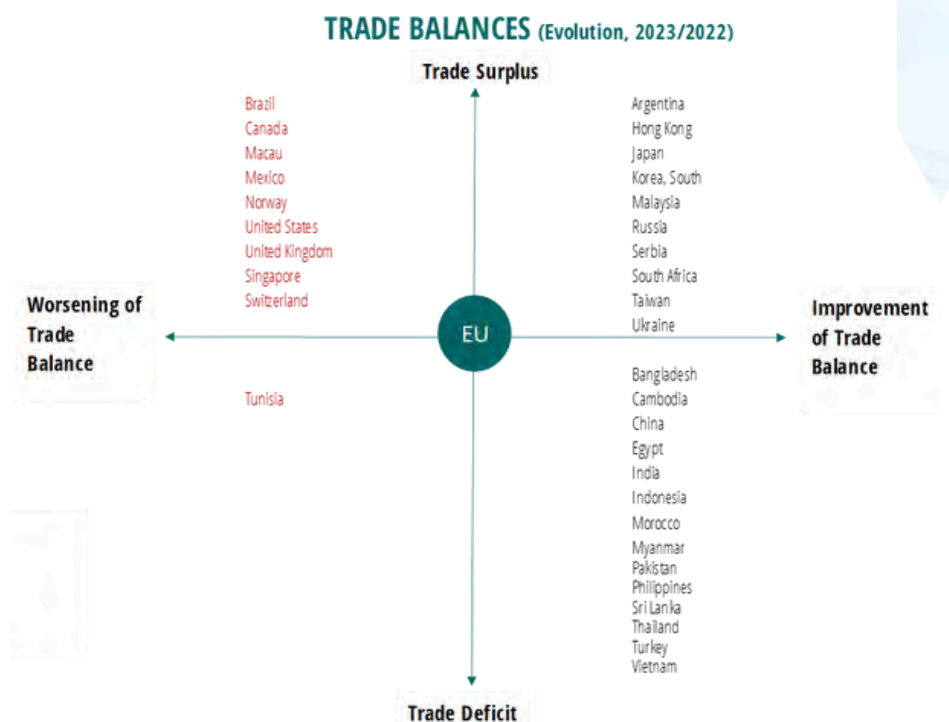 TRADE BALANCES (Evolution, 2023/2022)
Trade Surplus
Brazil
Canada
Macau
Mexico
Norway
United States
United Kingdom
Singapore
Switzerland
Argentina
Hong Kong
Japan
Korea, South
Malaysia
Russia
Serbia
South Africa
Taiwan
Ukraine
Worsening of
Trade
Balance
EU
Improvement
of Trade
Balance
Tunisia
Bangladesh
Cambodia
China
Egypt
India
Indonesia
Morocco
Myanmar
Pakistan
Philippines
Sri Lanka
Thailand
Turkey
Vietnam
Trade Deficit